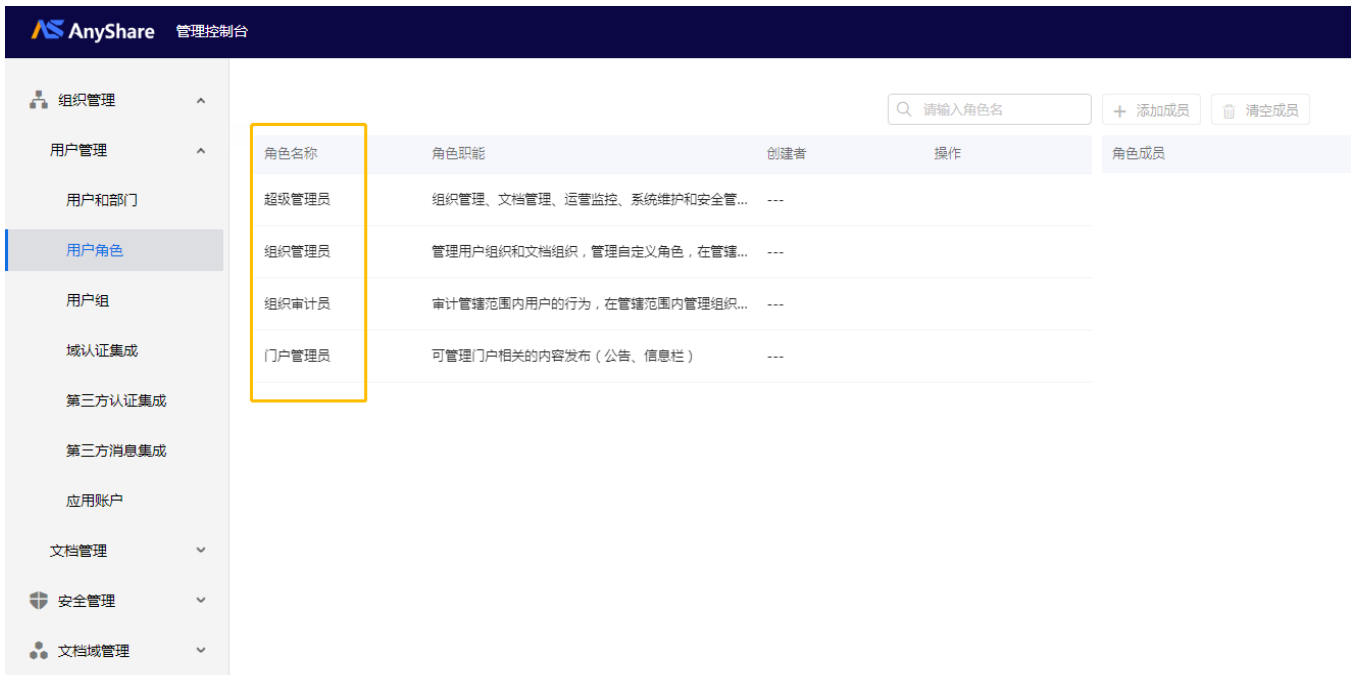 AnyShare 管理控制台
组织管理
用户管理
用户和部门
用户角色
用户组
域认证集成
第三方认证集成
第三方消息集成
应用账户
文档管理
安全管理
文档域管理
请输入角色名 添加成员 清空成员
角色名称 角色职能 创建者 操作 角色成员
超级管理员 组织管理、文档管理、运营监控、系统维护和安全管... ---
组织管理员 管理用户组织和文档组织，管理自定义角色，在管辖... ---
组织审计员 审计管辖范围内用户的行为，在管辖范围内管理组织... ---
门户管理员 可管理门户相关的内容发布（公告、信息栏） ---